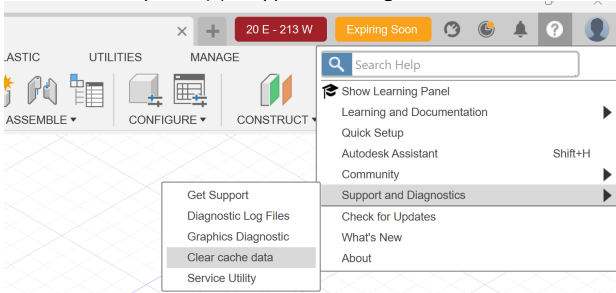 20 E - 213 W
Expiring Soon
LASTIC
UTILITIES
MANAGE
ASSEMBLE
CONFIGURE
CONSTRUCT
Search Help
Show Learning Panel
Learning and Documentation
Quick Setup
Autodesk Assistant Shift+H
Community
Support and Diagnostics
Check for Updates
What's New
About
Get Support
Diagnostic Log Files
Graphics Diagnostic
Clear cache data
Service Utility